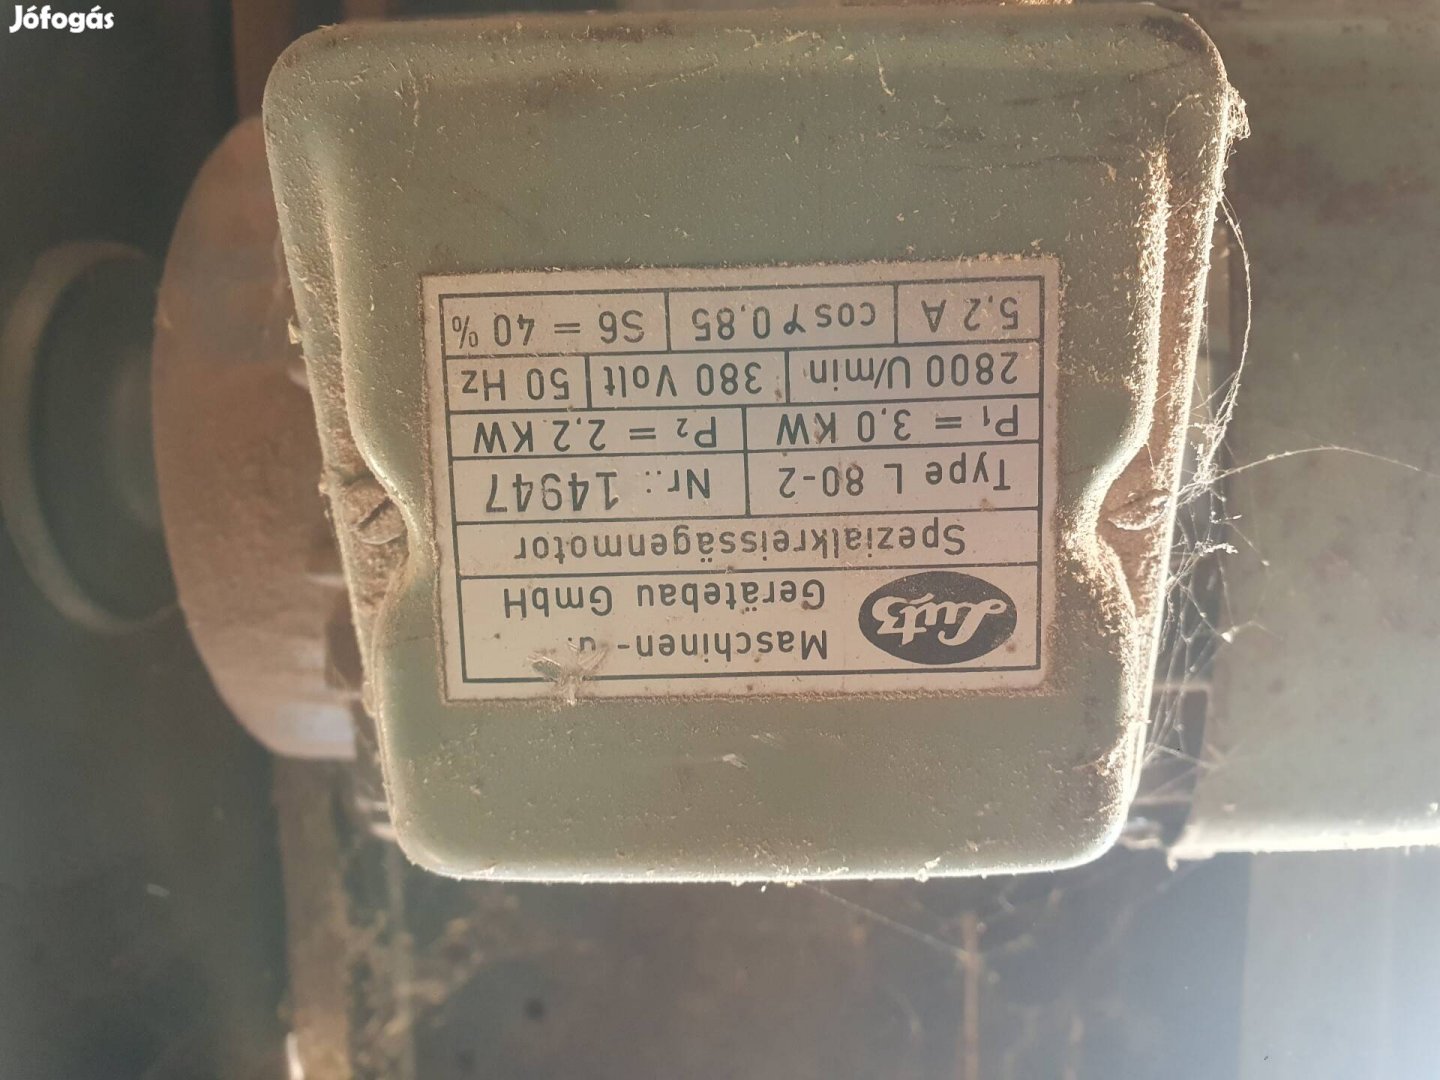 Jófogás
Lutz
Maschinen- u.
Gerätebau GmbH
Spezialkreissägenmotor
Type L 80-2 Nr.: 14947
P1 = 3,0 KW P2 = 2,2 KW
2800 U/min 380 Volt 50 Hz
5,2 A cos φ 0,85 S6 = 40 %